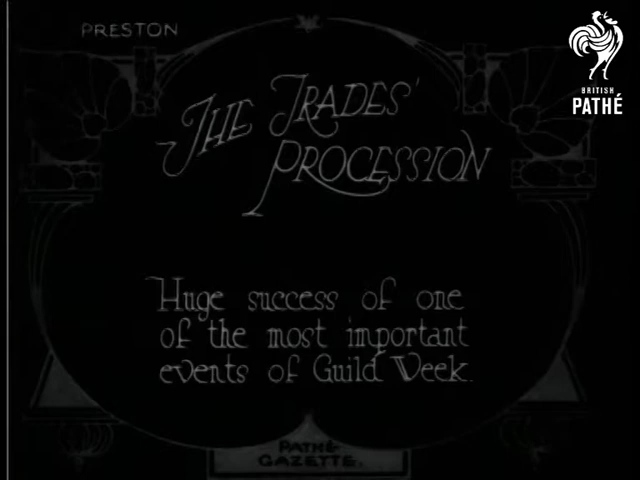 PRESTON
THE TRADES'
PROCESSION
Huge success of one
of the most important
events of Guild Week.
PATHÉ
GAZETTE.
BRITISH
PATHÉ